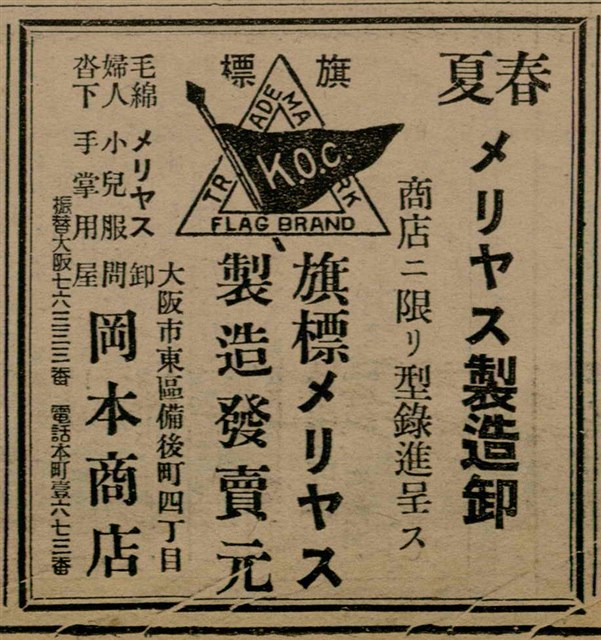 春夏
メリヤス製造卸
商店ニ限リ型錄進呈ス
旗標
TRADE MARK
K.O.C.
FLAG BRAND
旗標メリヤス
製造發賣元
大阪市東區備後町四丁目
毛綿メリヤス
婦人小兒服
沓下手掌用
卸問屋
岡本商店
振替大阪七六三三三番 電話本町壹六八七三番